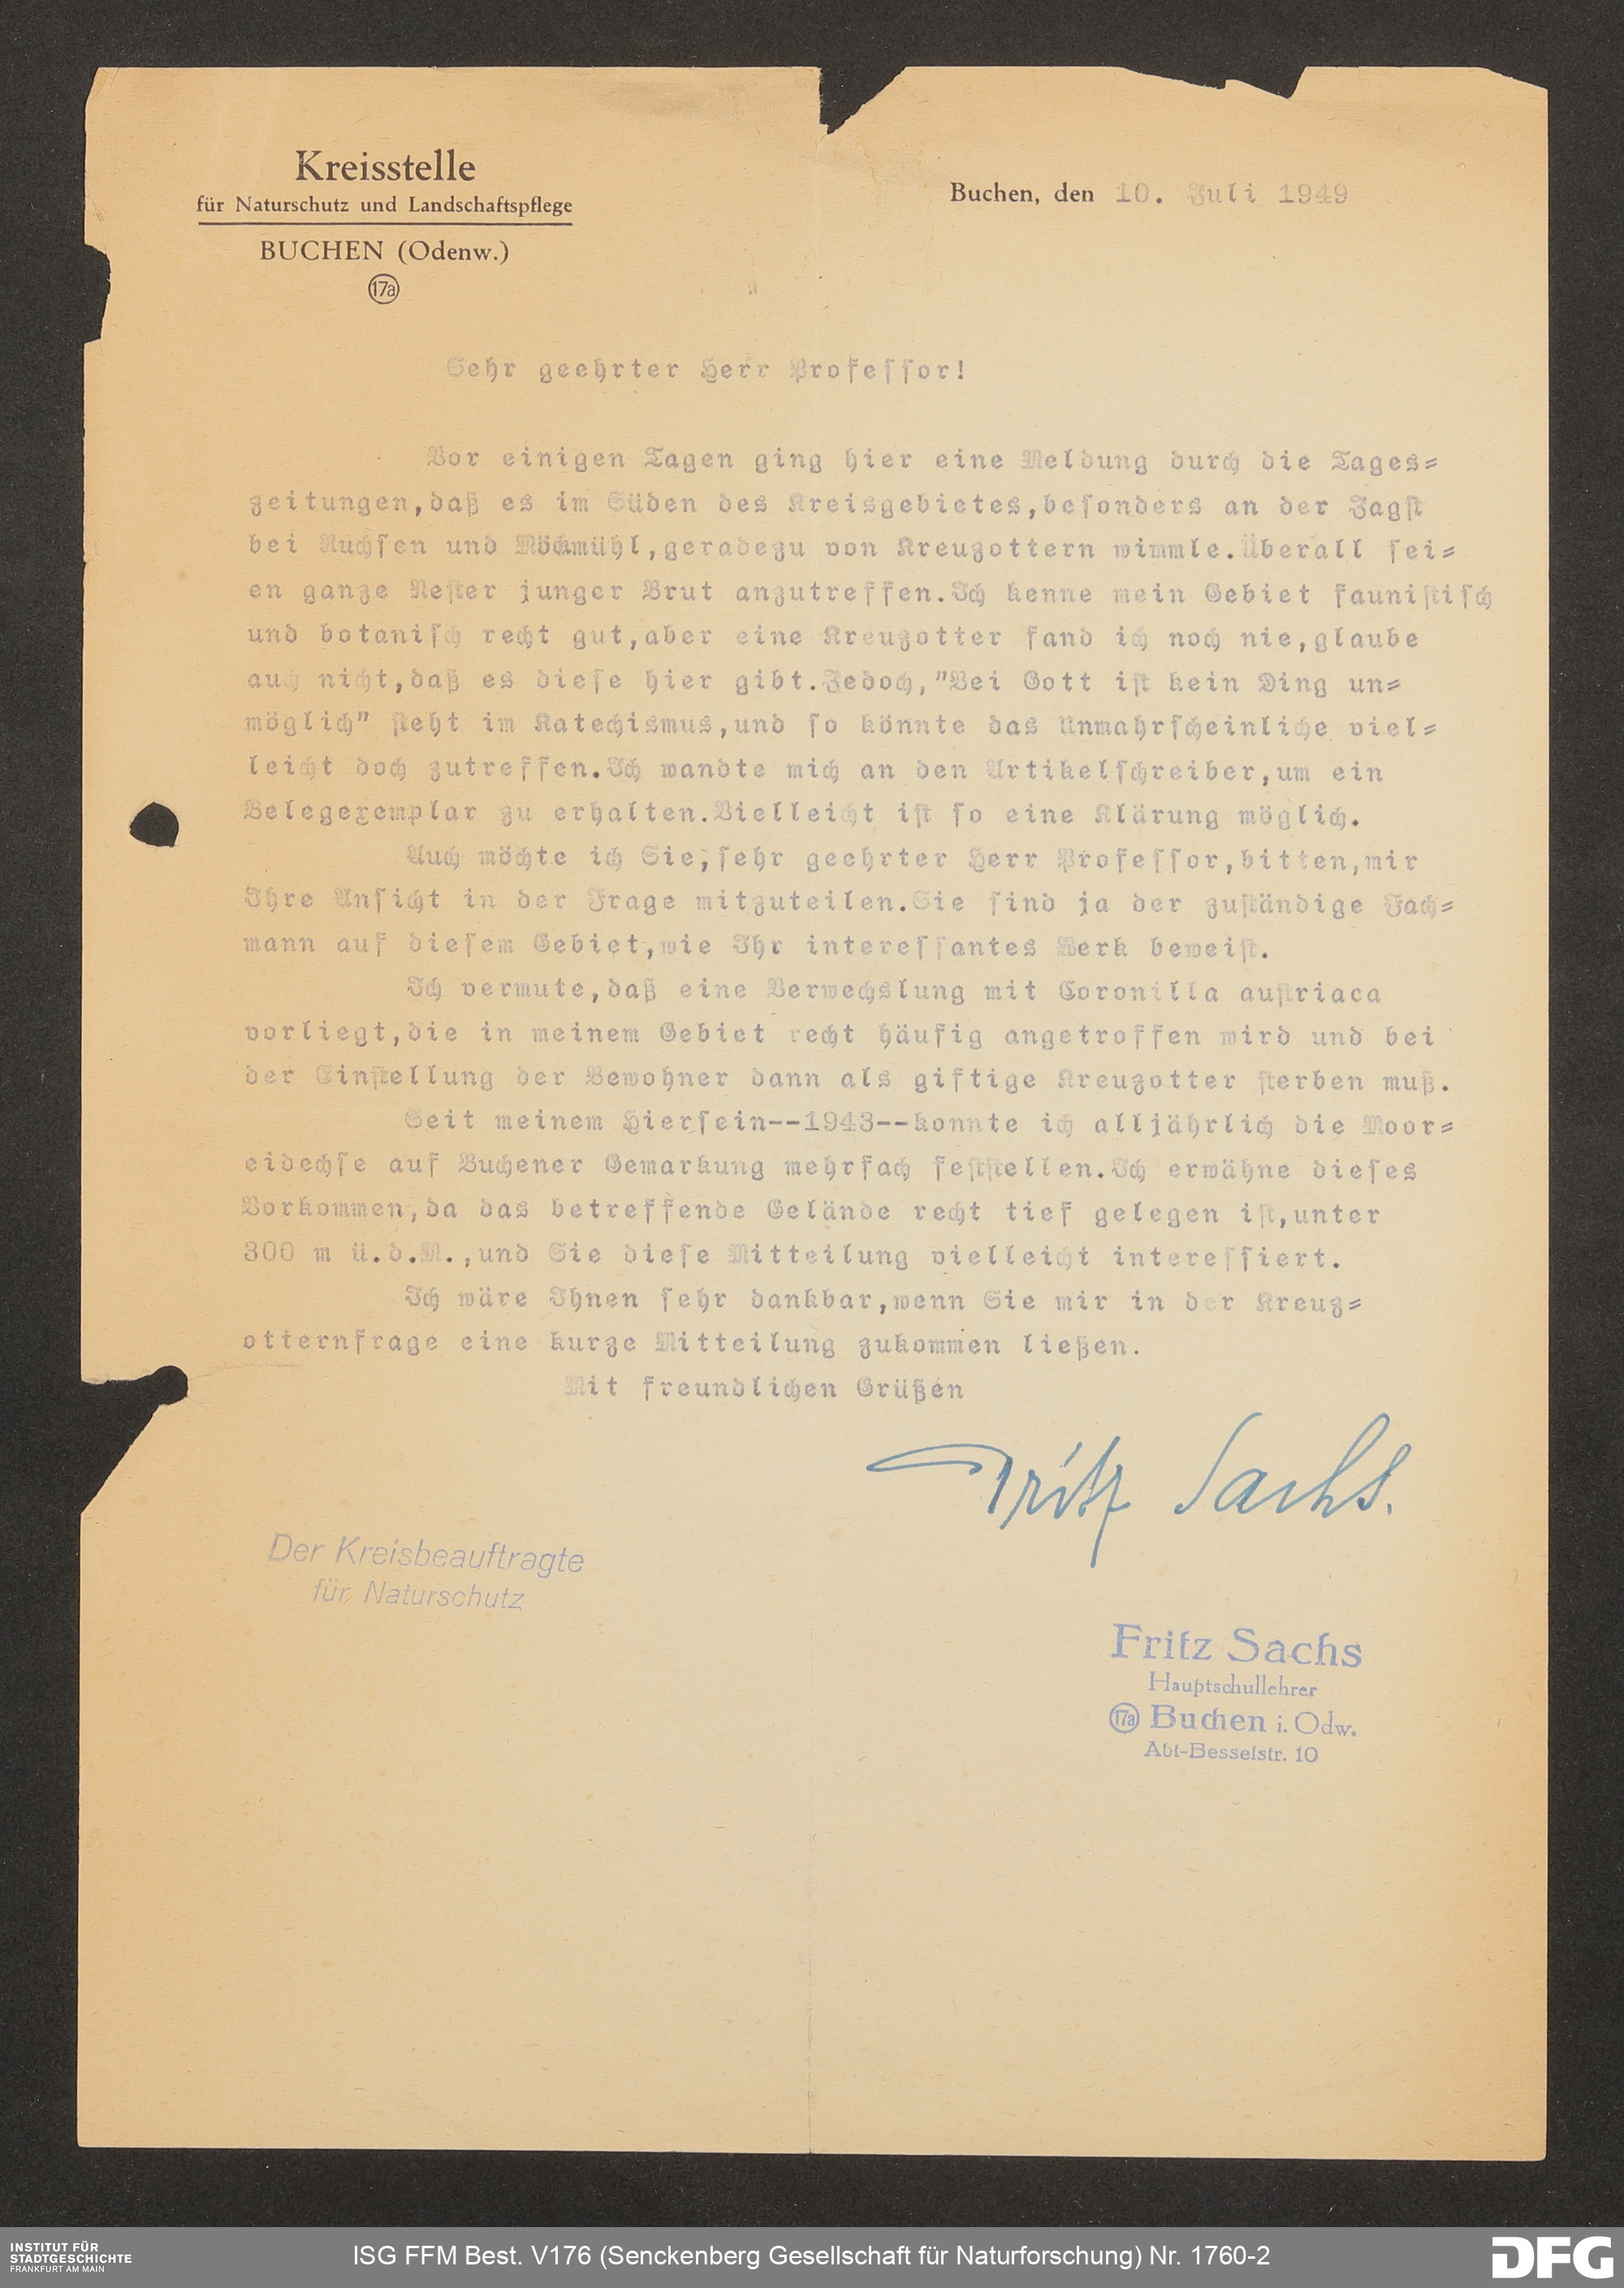 Kreisstelle
für Naturschutz und Landschaftspflege
BUCHEN (Odenw.)
17a
Buchen, den 10. Juli 1949
Sehr geehrter Herr Professor!
Vor einigen Tagen ging hier eine Meldung durch die Tages=
zeitungen,daß es im Süden des Kreisgebietes,besonders an der Jagst
bei Ruchsen und Möckmühl,geradezu von Kreuzottern wimmle.Überall sei=
en ganze Nester junger Brut anzutreffen.Ich kenne mein Gebiet faunistisch
und botanisch recht gut,aber eine Kreuzotter fand ich noch nie,glaube
auch nicht,daß es diese hier gibt.Jedoch,"Bei Gott ist kein Ding un=
möglich" steht im Katechismus,und so könnte das Unwahrscheinliche viel=
leicht doch zutreffen.Ich wandte mich an den Artikelschreiber,um ein
Belegexemplar zu erhalten.Vielleicht ist so eine Klärung möglich.
Auch möchte ich Sie,sehr geehrter Herr Professor,bitten,mir
Ihre Ansicht in der Frage mitzuteilen.Sie sind ja der zuständige Fach=
mann auf diesem Gebiet,wie Ihr interessantes Werk beweist.
Ich vermute,daß eine Verwechslung mit Coronilla austriaca
vorliegt,die in meinem Gebiet recht häufig angetroffen wird und bei
der Einstellung der Bewohner dann als giftige Kreuzotter sterben muß.
Seit meinem Hiersein--1943--konnte ich alljährlich die Moor=
eidechse auf Buchener Gemarkung mehrfach feststellen.Ich erwähne dieses
Vorkommen,da das betreffende Gelände recht tief gelegen ist,unter
300 m ü.d.M.,und Sie diese Mitteilung vielleicht interessiert.
Ich wäre Ihnen sehr dankbar,wenn Sie mir in der Kreuz=
otternfrage eine kurze Mitteilung zukommen ließen.
Mit freundlichen Grüßen
Fritz Sachs.
Der Kreisbeauftragte
für Naturschutz
Fritz Sachs
Hauptschullehrer
17a Buchen i. Odw.
Abt-Besselstr. 10
INSTITUT FÜR
STADTGESCHICHTE
FRANKFURT AM MAIN
ISG FFM Best. V176 (Senckenberg Gesellschaft für Naturforschung) Nr. 1760-2
DFG